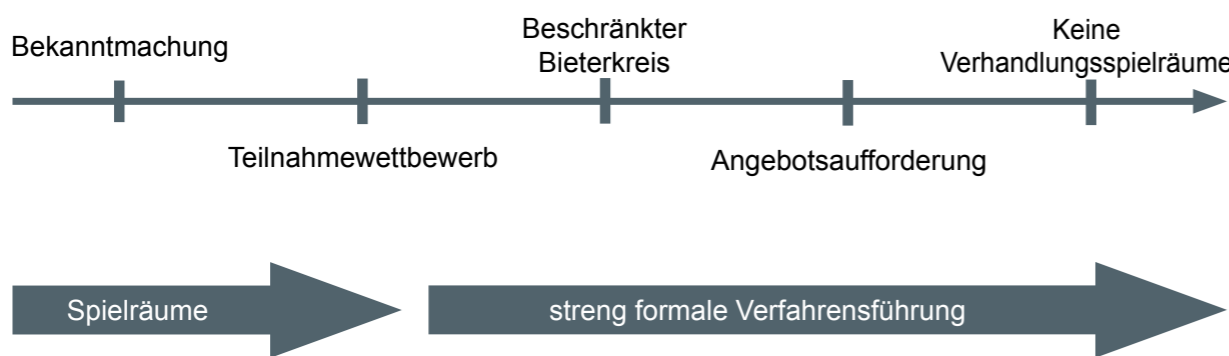 Bekanntmachung
Beschränkter
Bieterkreis
Keine
Verhandlungsspielräume
Teilnahmewettbewerb
Angebotsaufforderung
Spielräume
streng formale Verfahrensführung